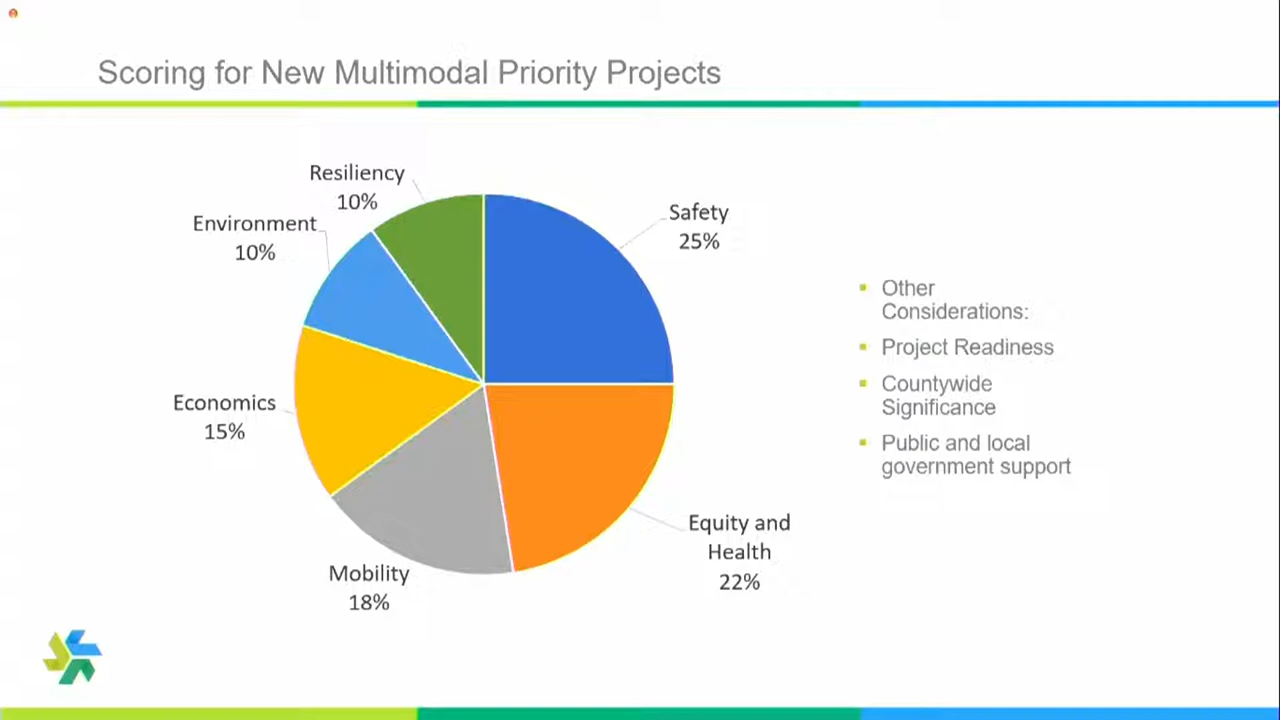 Scoring for New Multimodal Priority Projects
Resiliency
10%
Environment
10%
Safety
25%
Economics
15%
Mobility
18%
Equity and
Health
22%
Other
Considerations:
Project Readiness
Countywide
Significance
Public and local
government support